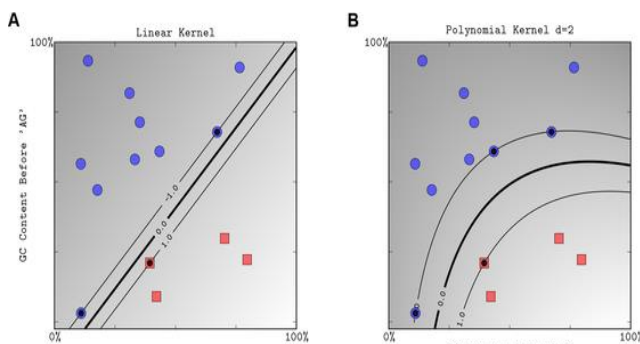 A
B
Linear Kernel
Polynomial Kernel d=2
100%
100%
GC Content Before 'AG'
-1.0
0.0
1.0
0.0
1.0
0%
100%
0%
100%